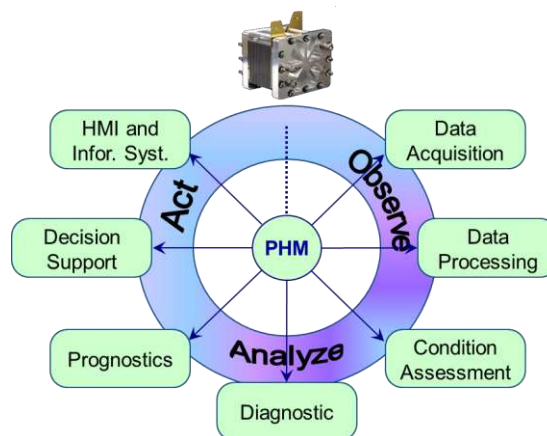 HMI and
Infor. Syst.
Data
Acquisition
Act
Observe
Decision
Support
PHM
Data
Processing
Prognostics
Analyze
Condition
Assessment
Diagnostic